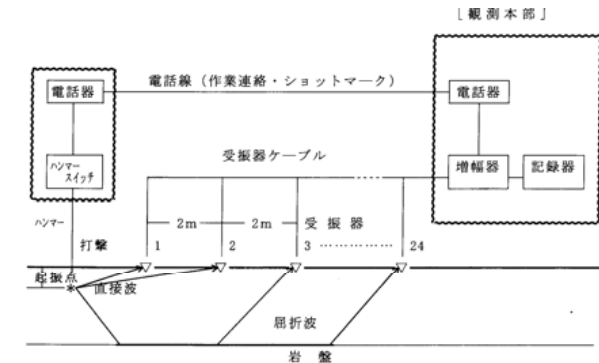 ［観測本部］
電話線（作業連絡・ショットマーク）
電話器
電話器
受振器ケーブル
ハンマー
スイッチ
増幅器
記録器
ハンマー
2m
2m
受振器
打撃
1
2
3
24
起振点
直接波
屈折波
岩盤